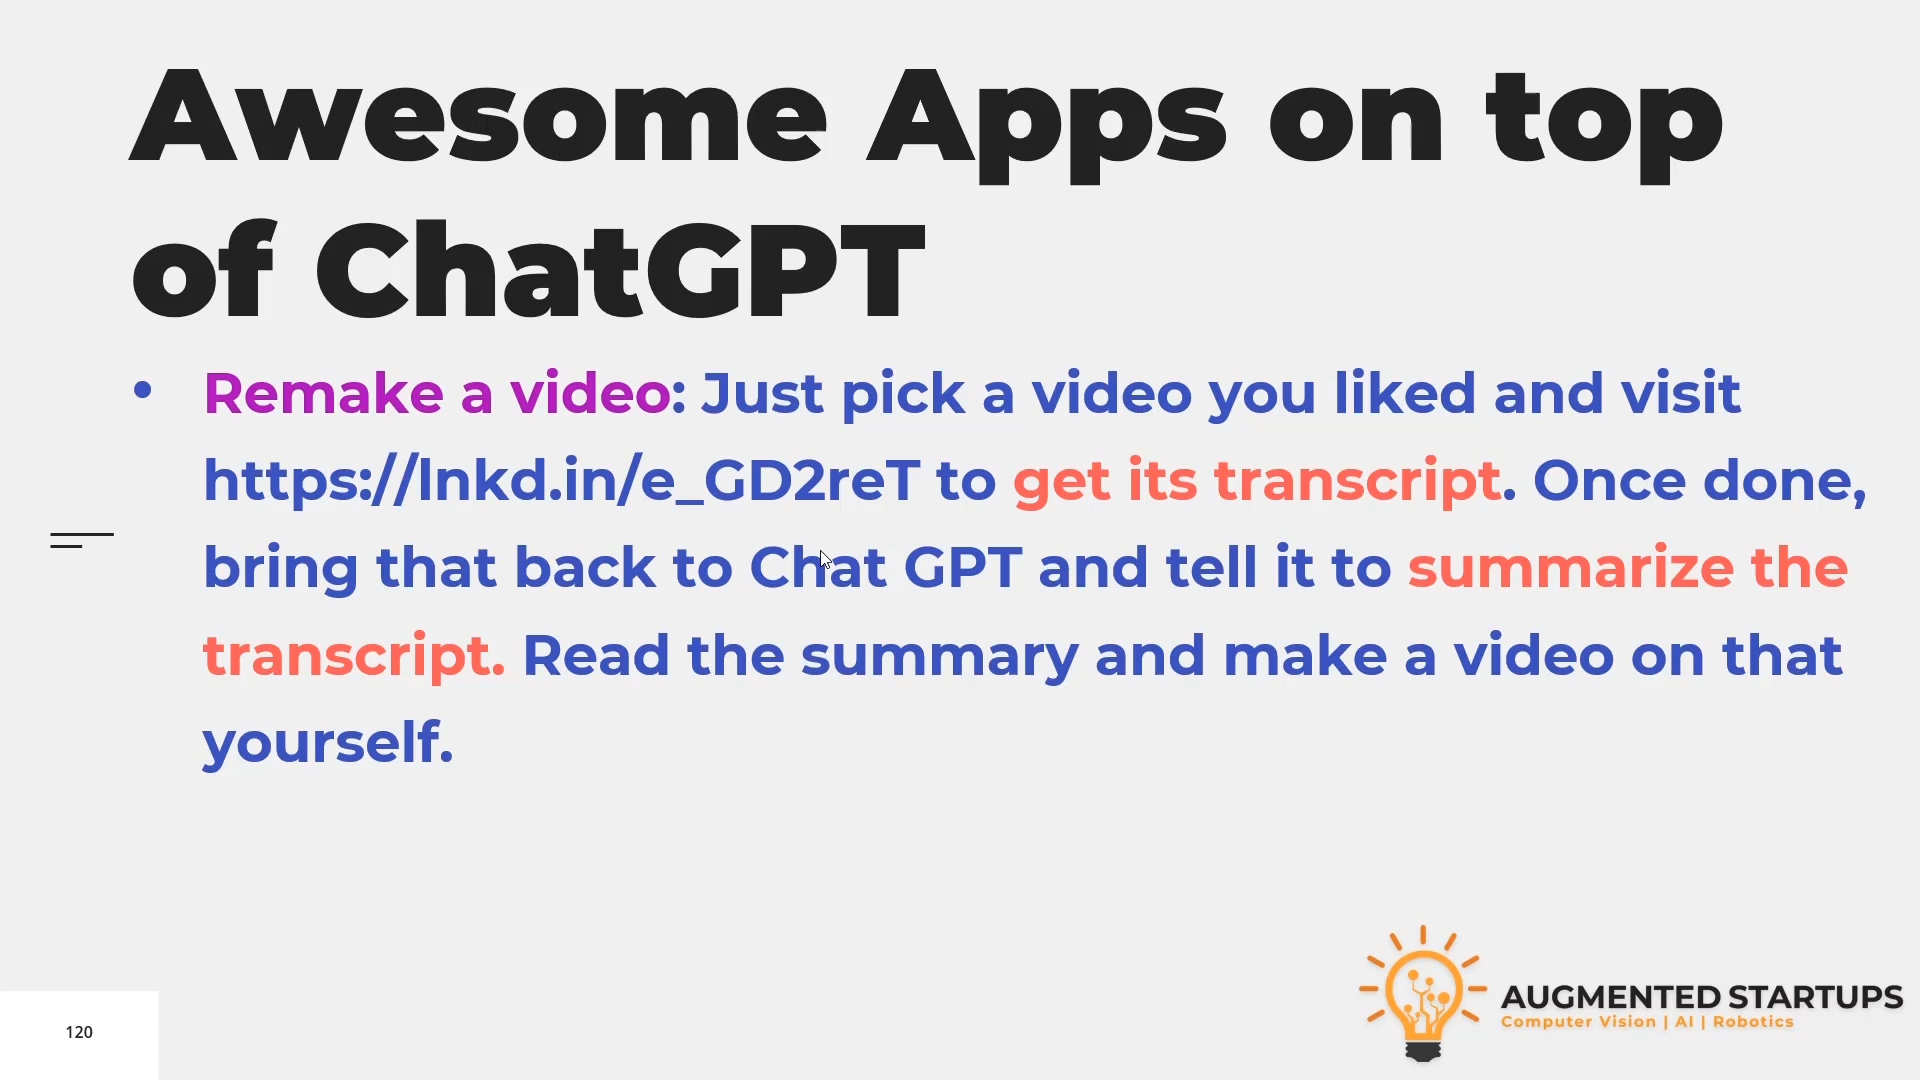 Awesome Apps on top
of ChatGPT
• Remake a video: Just pick a video you liked and visit
https://lnkd.in/e_GD2reT to get its transcript. Once done,
bring that back to Chat GPT and tell it to summarize the
transcript. Read the summary and make a video on that
yourself.
AUGMENTED STARTUPS
Computer Vision | AI | Robotics
120